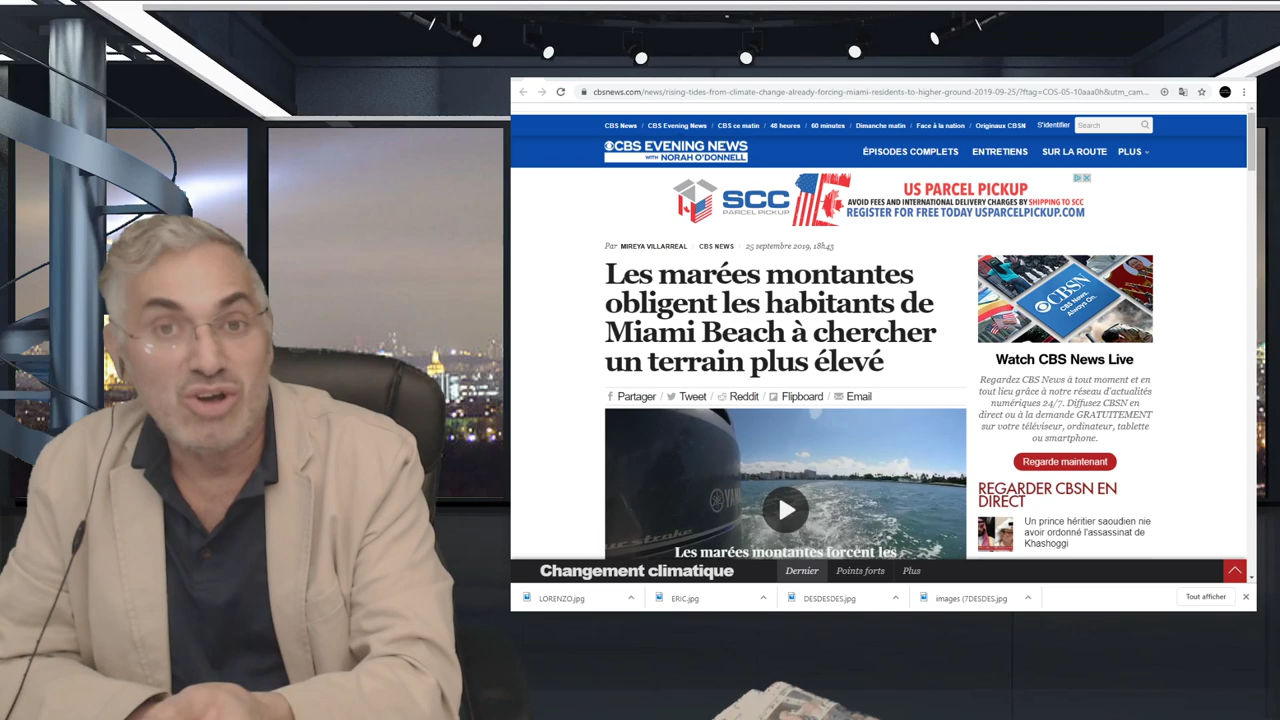 cbsnews.com/news/rising-tides-from-climate-change-already-forcing-miami-residents-to-higher-ground-2019-09-25/?ftag=COS-05-10aaa0h&utm_cam...
CBS News / CBS Evening News / CBS ce matin / 48 heures / 60 minutes / Dimanche matin / Face à la nation / Originaux CBSN S'identifier Search
CBS EVENING NEWS
WITH NORAH O'DONNELL
ÉPISODES COMPLETS ENTRETIENS SUR LA ROUTE PLUS
SCC
PARCEL PICKUP
US PARCEL PICKUP
AVOID FEES AND INTERNATIONAL DELIVERY CHARGES BY SHIPPING TO SCC
REGISTER FOR FREE TODAY USPARCELPICKUP.COM
Par MIREYA VILLARREAL CBS NEWS 25 septembre 2019, 18h43
Les marées montantes
obligent les habitants de
Miami Beach à chercher
un terrain plus élevé
Partager / Tweet / Reddit / Flipboard / Email
YAM
urstroke
Les marées montantes forcent les
CBSN
CBS News.
Always On.
Watch CBS News Live
Regardez CBS News à tout moment et en
tout lieu grâce à notre réseau d'actualités
numériques 24/7. Diffusez CBSN en
direct ou à la demande GRATUITEMENT
sur votre téléviseur, ordinateur, tablette
ou smartphone.
Regarde maintenant
REGARDER CBSN EN
DIRECT
Un prince héritier saoudien nie
avoir ordonné l'assassinat de
Khashoggi
Changement climatique Dernier Points forts Plus
LORENZO.jpg ERIC.jpg DESDESDES.jpg images (7DESDES.jpg Tout afficher